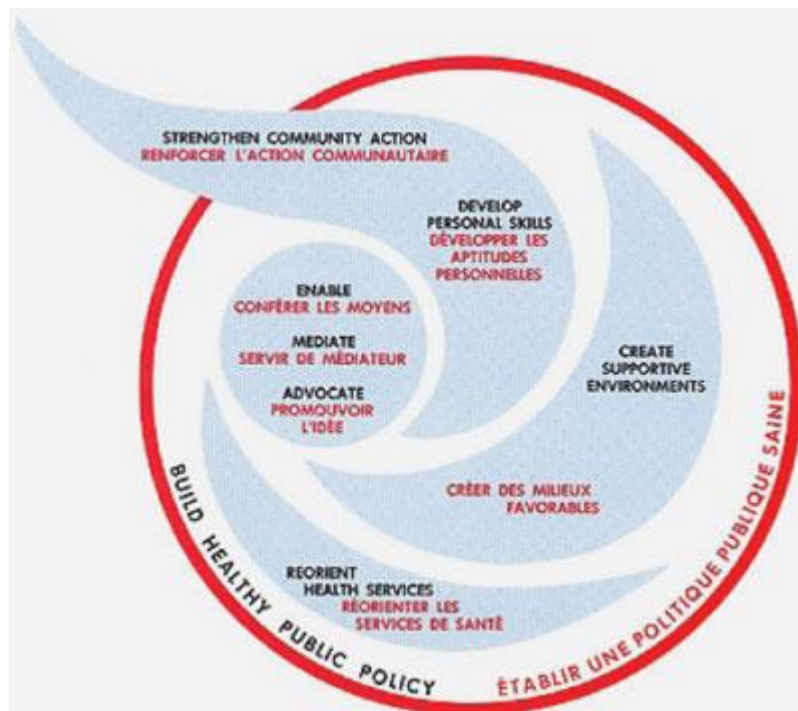 STRENGTHEN COMMUNITY ACTION
RENFORCER L'ACTION COMMUNAUTAIRE
DEVELOP
PERSONAL SKILLS
DÉVELOPPER LES
APTITUDES
PERSONNELLES
ENABLE
CONFÉRER LES MOYENS
MEDIATE
SERVIR DE MÉDIATEUR
ADVOCATE
PROMOUVOIR
L'IDÈE
CREATE
SUPPORTIVE
ENVIRONMENTS
CRÉER DES MILIEUX
FAVORABLES
REORIENT
HEALTH SERVICES
RÉORIENTER LES
SERVICES DE SANTÉ
BUILD HEALTHY PUBLIC POLICY
ÉTABLIR UNE POLITIQUE PUBLIQUE SAINE